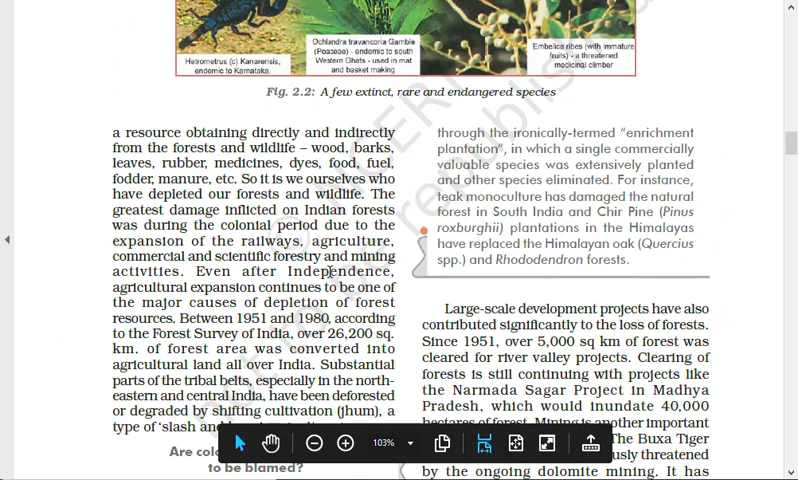 Hetrometrus (c) Kanarensis,
endemic to Karnataka,
Ochlandra travancoria Gamble
(Poaceae) - endemic to south
Western Ghats - used in mat
and basket making
Embelica ribes (with immature
fruits) - a threatened
medicinal climber
Fig. 2.2: A few extinct, rare and endangered species
a resource obtaining directly and indirectly
from the forests and wildlife – wood, barks,
leaves, rubber, medicines, dyes, food, fuel,
fodder, manure, etc. So it is we ourselves who
have depleted our forests and wildlife. The
greatest damage inflicted on Indian forests
was during the colonial period due to the
expansion of the railways, agriculture,
commercial and scientific forestry and mining
activities. Even after Independence,
agricultural expansion continues to be one of
the major causes of depletion of forest
resources. Between 1951 and 1980, according
to the Forest Survey of India, over 26,200 sq.
km. of forest area was converted into
agricultural land all over India. Substantial
parts of the tribal belts, especially in the north-
eastern and central India, have been deforested
or degraded by shifting cultivation (jhum), a
type of 'slash and
Are
to be blamed?
through the ironically-termed "enrichment
plantation", in which a single commercially
valuable species was extensively planted
and other species eliminated. For instance,
teak monoculture has damaged the natural
forest in South India and Chir Pine (Pinus
roxburghii) plantations in the Himalayas
have replaced the Himalayan oak (Quercius
spp.) and Rhododendron forests.
Large-scale development projects have also
contributed significantly to the loss of forests.
Since 1951, over 5,000 sq km of forest was
cleared for river valley projects. Clearing of
forests is still continuing with projects like
the Narmada Sagar Project in Madhya
Pradesh, which would inundate 40,000
hectares of forest. Mining is another important
The Buxa Tiger
threatened
by the ongoing dolomite mining. It has
103%
© NCERT
not to be republished